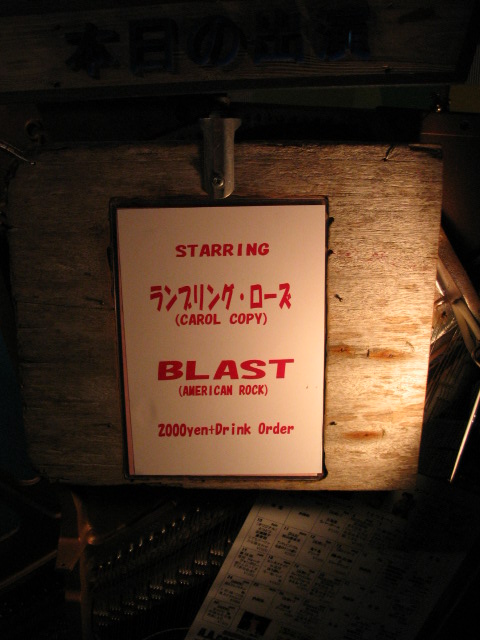 本日の出演
STARRING
ランブリング・ローズ
(CAROL COPY)
BLAST
(AMERICAN ROCK)
2000yen+Drink Order